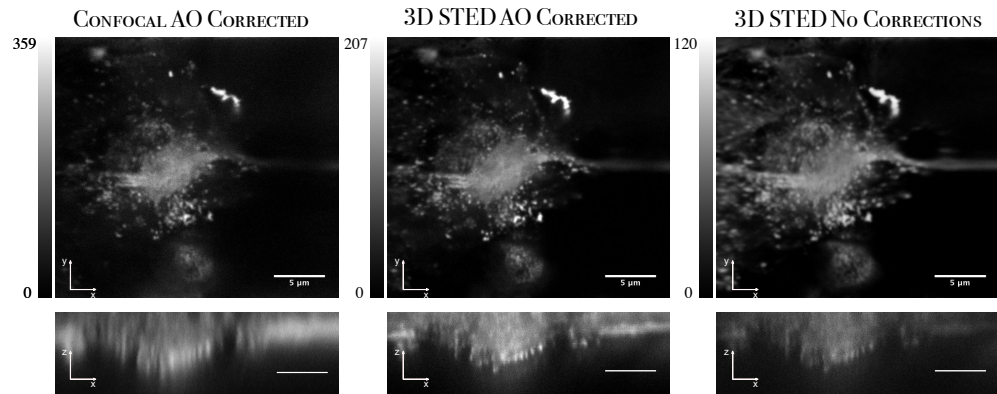 Confocal AO Corrected
3D STED AO Corrected
3D STED No Corrections
359
0
y
x
5 µm
207
0
y
x
5 µm
120
0
y
x
5 µm
z
x
z
x
z
x